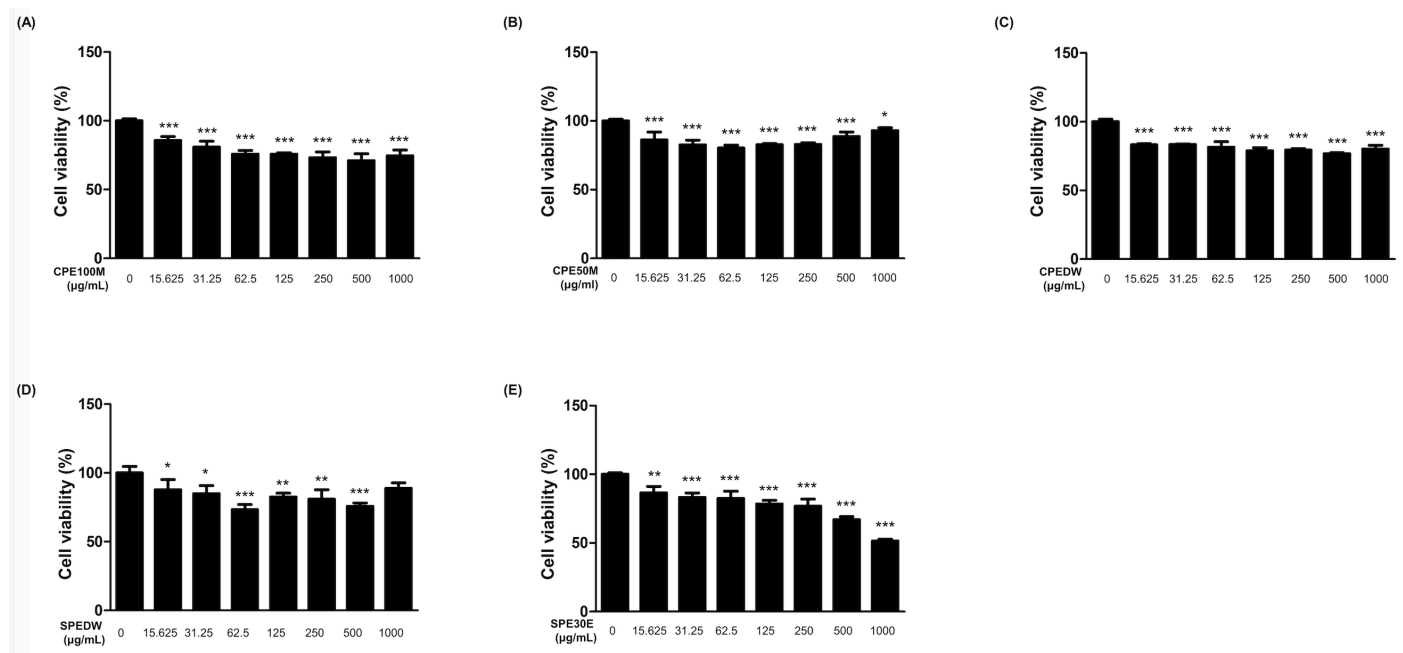 (A)
150
100
50
0
Cell viability (%)
*** *** *** *** *** *** ***
CPE100M
(µg/mL)
0 15.625 31.25 62.5 125 250 500 1000
(B)
150
100
50
0
Cell viability (%)
*** *** *** *** *** *** *
CPE50M
(µg/ml)
0 15.625 31.25 62.5 125 250 500 1000
(C)
150
100
50
0
Cell viability (%)
*** *** *** *** *** *** ***
CPEDW
(µg/mL)
0 15.625 31.25 62.5 125 250 500 1000
(D)
150
100
50
0
Cell viability (%)
* * *** ** ** ***
SPEDW
(µg/mL)
0 15.625 31.25 62.5 125 250 500 1000
(E)
150
100
50
0
Cell viability (%)
** *** *** *** *** *** ***
SPE30E
(µg/mL)
0 15.625 31.25 62.5 125 250 500 1000